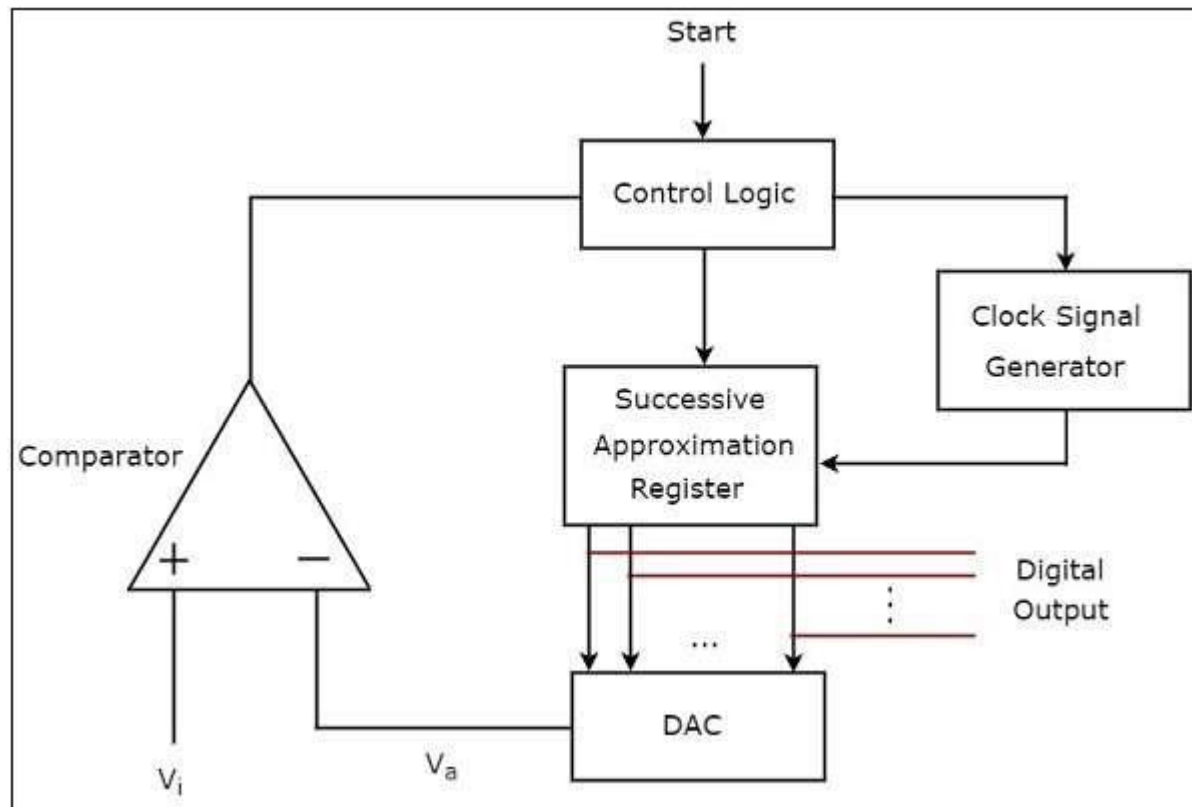 Start
Control Logic
Clock Signal
Generator
Successive
Approximation
Register
Comparator
+ −
Digital
Output
...
DAC
Vᵢ
Vₐ